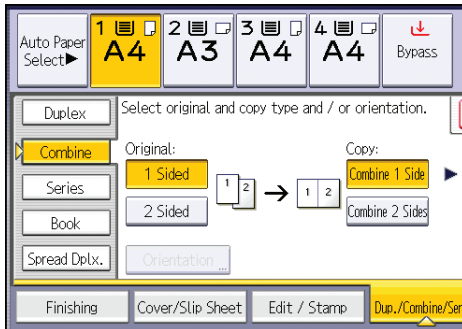 Auto Paper
Select►
1
A4
2
A3
3
A4
4
A4
Bypass
Duplex
Select original and copy type and / or orientation.
Combine
Original:
Copy:
1 Sided
1 2
1 2
Combine 1 Side
Series
2 Sided
Combine 2 Sides
Book
Spread Dplx.
Orientation ...
Finishing
Cover/Slip Sheet
Edit / Stamp
Dup./Combine/Ser